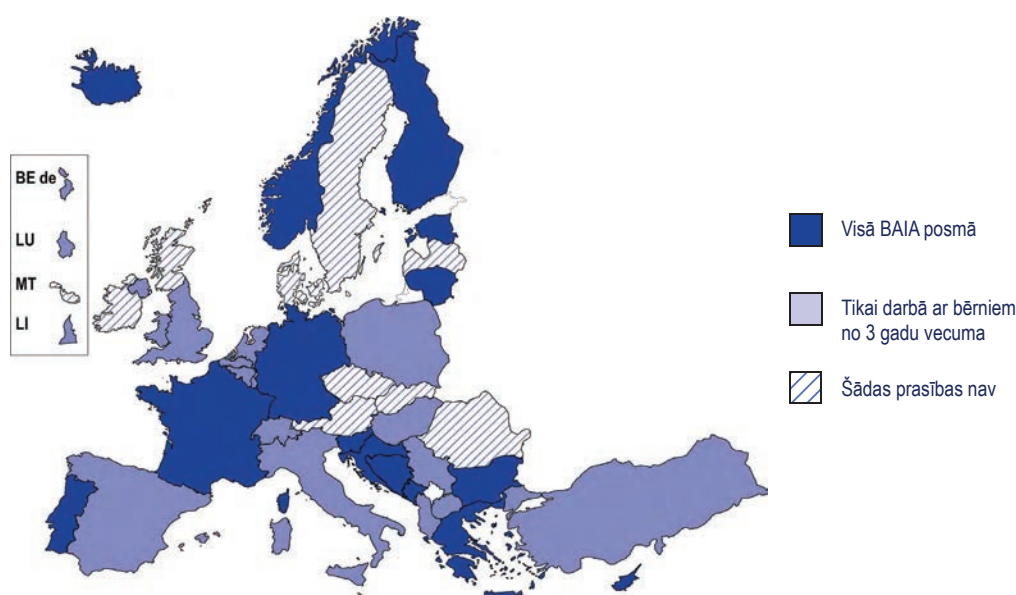 BE de
LU
MT
LI
Visā BAIA posmā
Tikai darbā ar bērniem
no 3 gadu vecuma
Šādas prasības nav